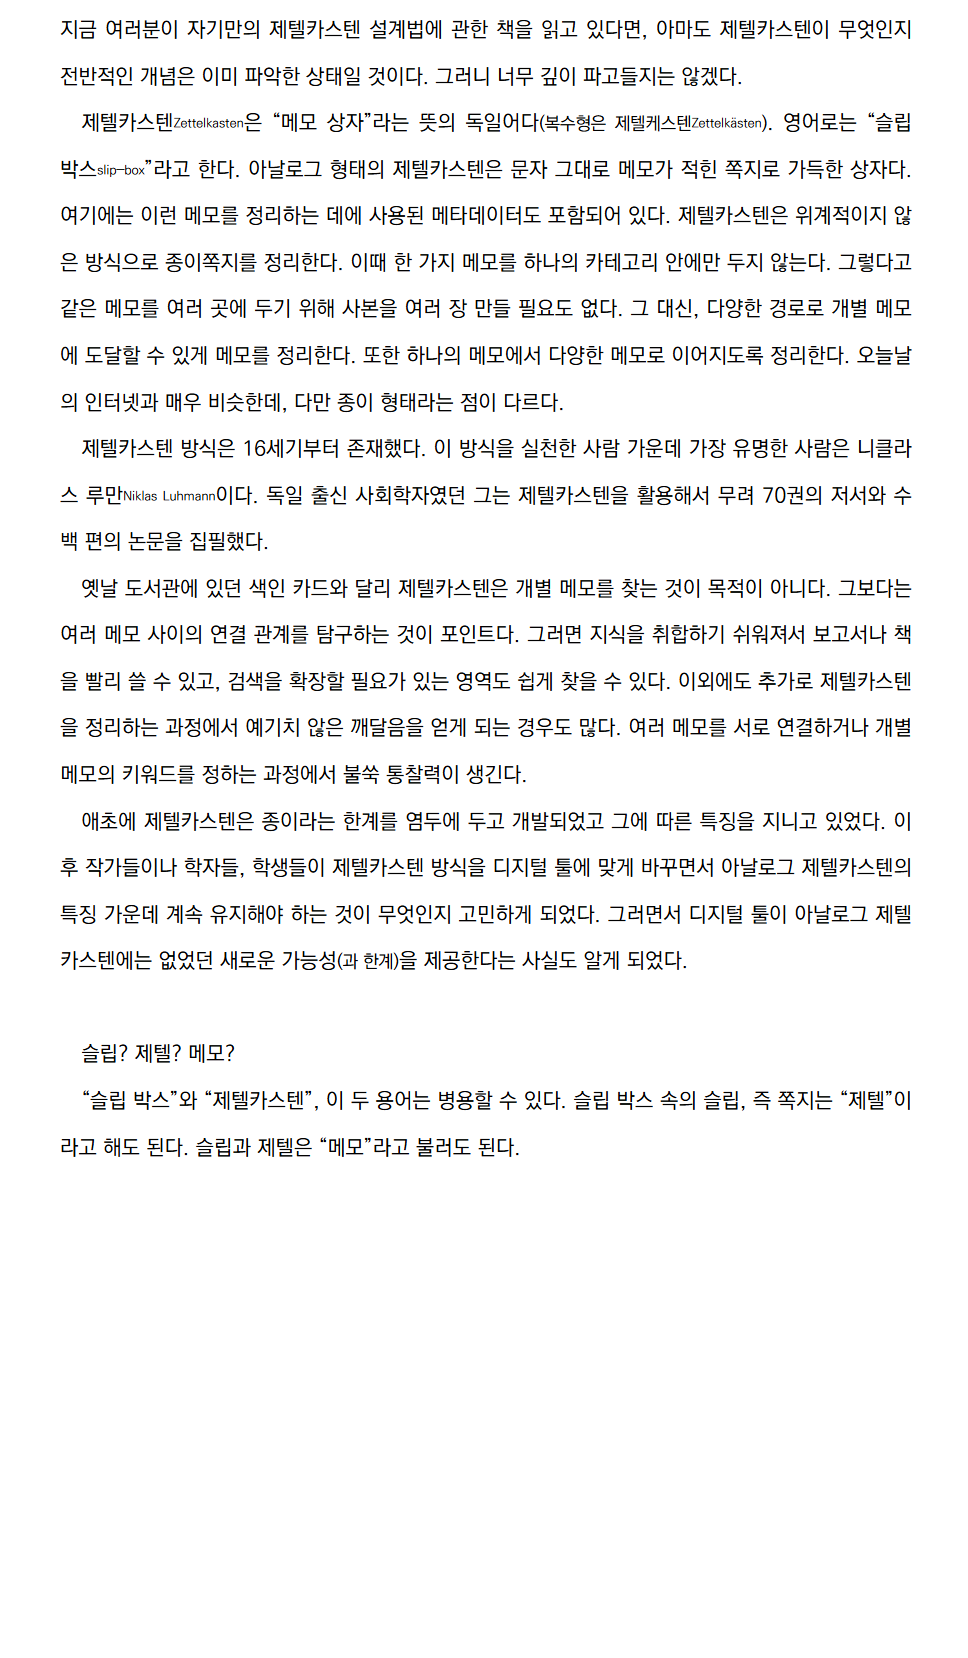 지금 여러분이 자기만의 제텔카스텐 설계법에 관한 책을 읽고 있다면, 아마도 제텔카스텐이 무엇인지
전반적인 개념은 이미 파악한 상태일 것이다. 그러니 너무 깊이 파고들지는 않겠다.
제텔카스텐Zettelkasten은 “메모 상자”라는 뜻의 독일어다(복수형은 제텔케스텐Zettelkästen). 영어로는 “슬립
박스slip-box”라고 한다. 아날로그 형태의 제텔카스텐은 문자 그대로 메모가 적힌 쪽지로 가득한 상자다.
여기에는 이런 메모를 정리하는 데에 사용된 메타데이터도 포함되어 있다. 제텔카스텐은 위계적이지 않
은 방식으로 종이쪽지를 정리한다. 이때 한 가지 메모를 하나의 카테고리 안에만 두지 않는다. 그렇다고
같은 메모를 여러 곳에 두기 위해 사본을 여러 장 만들 필요도 없다. 그 대신, 다양한 경로로 개별 메모
에 도달할 수 있게 메모를 정리한다. 또한 하나의 메모에서 다양한 메모로 이어지도록 정리한다. 오늘날
의 인터넷과 매우 비슷한데, 다만 종이 형태라는 점이 다르다.
제텔카스텐 방식은 16세기부터 존재했다. 이 방식을 실천한 사람 가운데 가장 유명한 사람은 니클라
스 루만Niklas Luhmann이다. 독일 출신 사회학자였던 그는 제텔카스텐을 활용해서 무려 70권의 저서와 수
백 편의 논문을 집필했다.
옛날 도서관에 있던 색인 카드와 달리 제텔카스텐은 개별 메모를 찾는 것이 목적이 아니다. 그보다는
여러 메모 사이의 연결 관계를 탐구하는 것이 포인트다. 그러면 지식을 취합하기 쉬워져서 보고서나 책
을 빨리 쓸 수 있고, 검색을 확장할 필요가 있는 영역도 쉽게 찾을 수 있다. 이외에도 추가로 제텔카스텐
을 정리하는 과정에서 예기치 않은 깨달음을 얻게 되는 경우도 많다. 여러 메모를 서로 연결하거나 개별
메모의 키워드를 정하는 과정에서 불쑥 통찰력이 생긴다.
애초에 제텔카스텐은 종이라는 한계를 염두에 두고 개발되었고 그에 따른 특징을 지니고 있었다. 이
후 작가들이나 학자들, 학생들이 제텔카스텐 방식을 디지털 툴에 맞게 바꾸면서 아날로그 제텔카스텐의
특징 가운데 계속 유지해야 하는 것이 무엇인지 고민하게 되었다. 그러면서 디지털 툴이 아날로그 제텔
카스텐에는 없었던 새로운 가능성(과 한계)을 제공한다는 사실도 알게 되었다.
슬립? 제텔? 메모?
“슬립 박스”와 “제텔카스텐”, 이 두 용어는 병용할 수 있다. 슬립 박스 속의 슬립, 즉 쪽지는 “제텔”이
라고 해도 된다. 슬립과 제텔은 “메모”라고 불러도 된다.